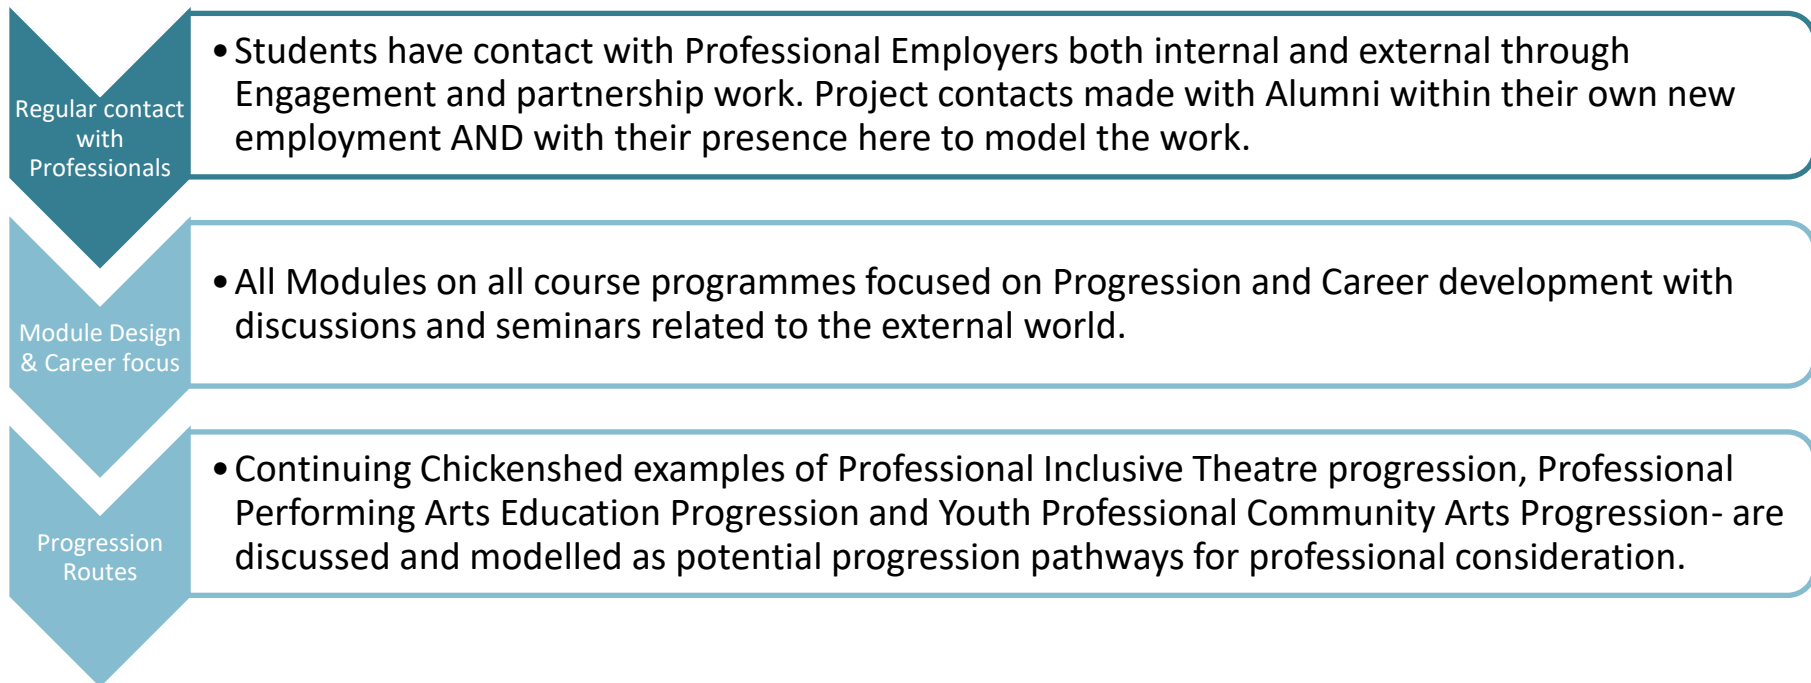 Regular contact
with
Professionals
•Students have contact with Professional Employers both internal and external through
Engagement and partnership work. Project contacts made with Alumni within their own new
employment AND with their presence here to model the work.
Module Design
& Career focus
•All Modules on all course programmes focused on Progression and Career development with
discussions and seminars related to the external world.
Progression
Routes
•Continuing Chickenshed examples of Professional Inclusive Theatre progression, Professional
Performing Arts Education Progression and Youth Professional Community Arts Progression- are
discussed and modelled as potential progression pathways for professional consideration.